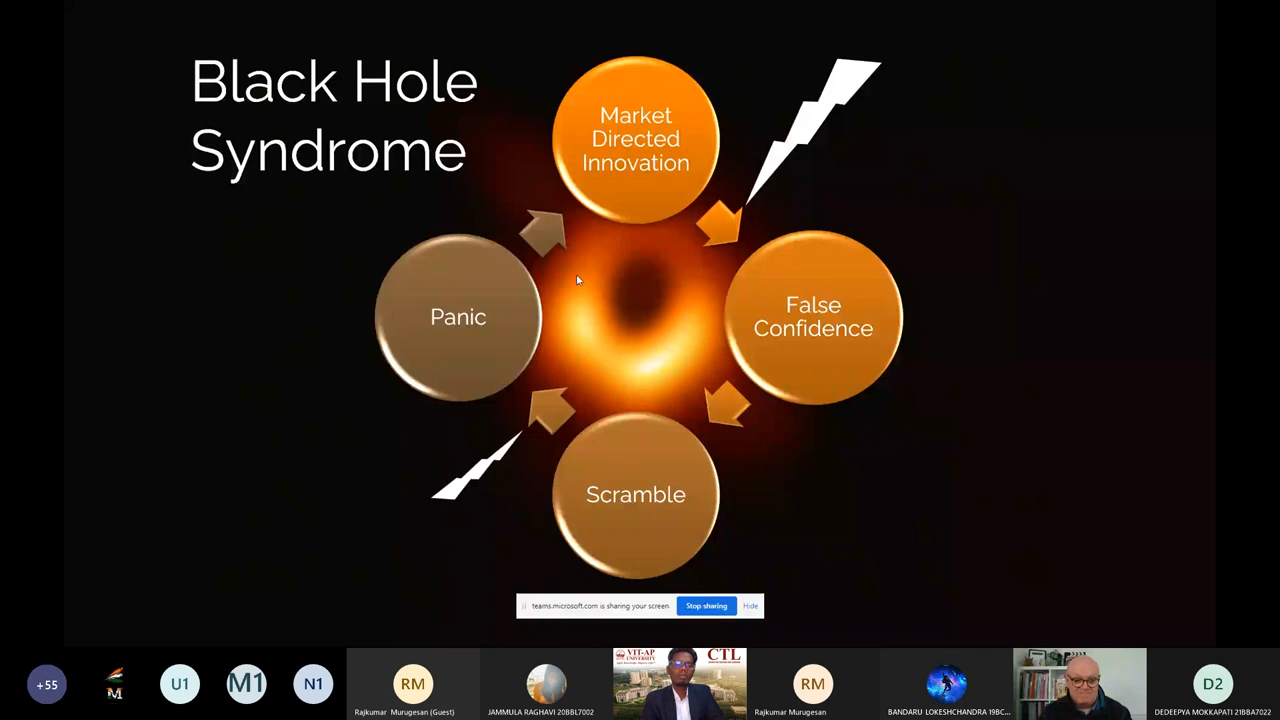 Black Hole
Syndrome
Market
Directed
Innovation
False
Confidence
Scramble
Panic
teams.microsoft.com is sharing your screen.
Stop sharing
Hide
+55
M
U1
M1
N1
RM
Rajkumar Murugesan (Guest)
JAMMULA RAGHAVI 20BBL7002
VIT-AP
UNIVERSITY
CTL
RM
Rajkumar Murugesan
BANDARU LOKESHCHANDRA 19BC...
D2
DEDEEPYA MOKKAPATI 21BBA7022